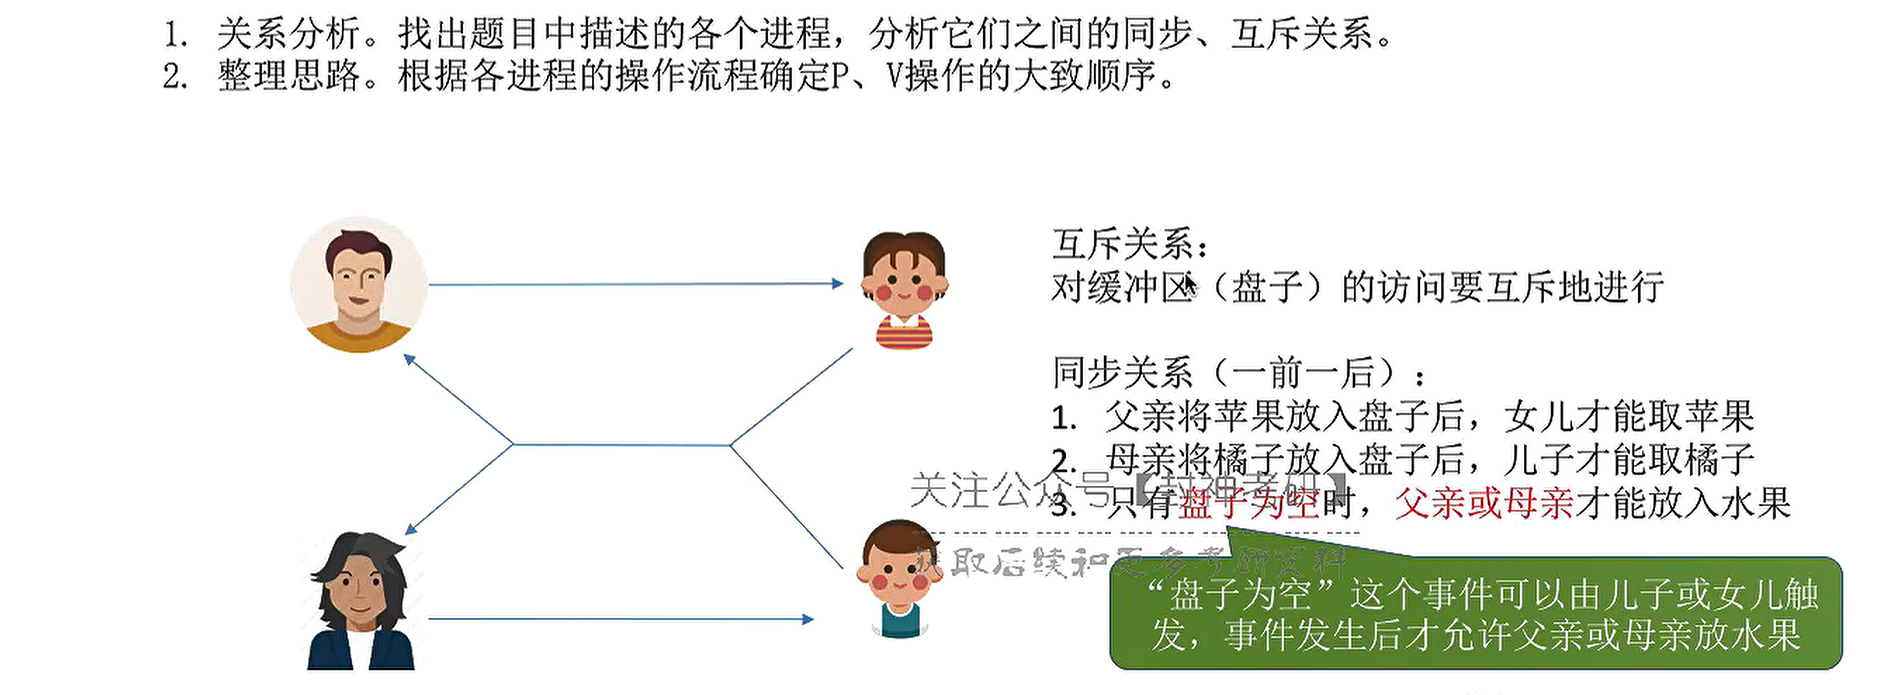 1. 关系分析。找出题目中描述的各个进程，分析它们之间的同步、互斥关系。
2. 整理思路。根据各进程的操作流程确定P、V操作的大致顺序。
互斥关系：
对缓冲区（盘子）的访问要互斥地进行
同步关系（一前一后）：
1. 父亲将苹果放入盘子后，女儿才能取苹果
2. 母亲将橘子放入盘子后，儿子才能取橘子
关注公众号【封神考研】
3. 只有盘子为空时，父亲或母亲才能放入水果
获取后续和更多考研资料
“盘子为空”这个事件可以由儿子或女儿触
发，事件发生后才允许父亲或母亲放水果